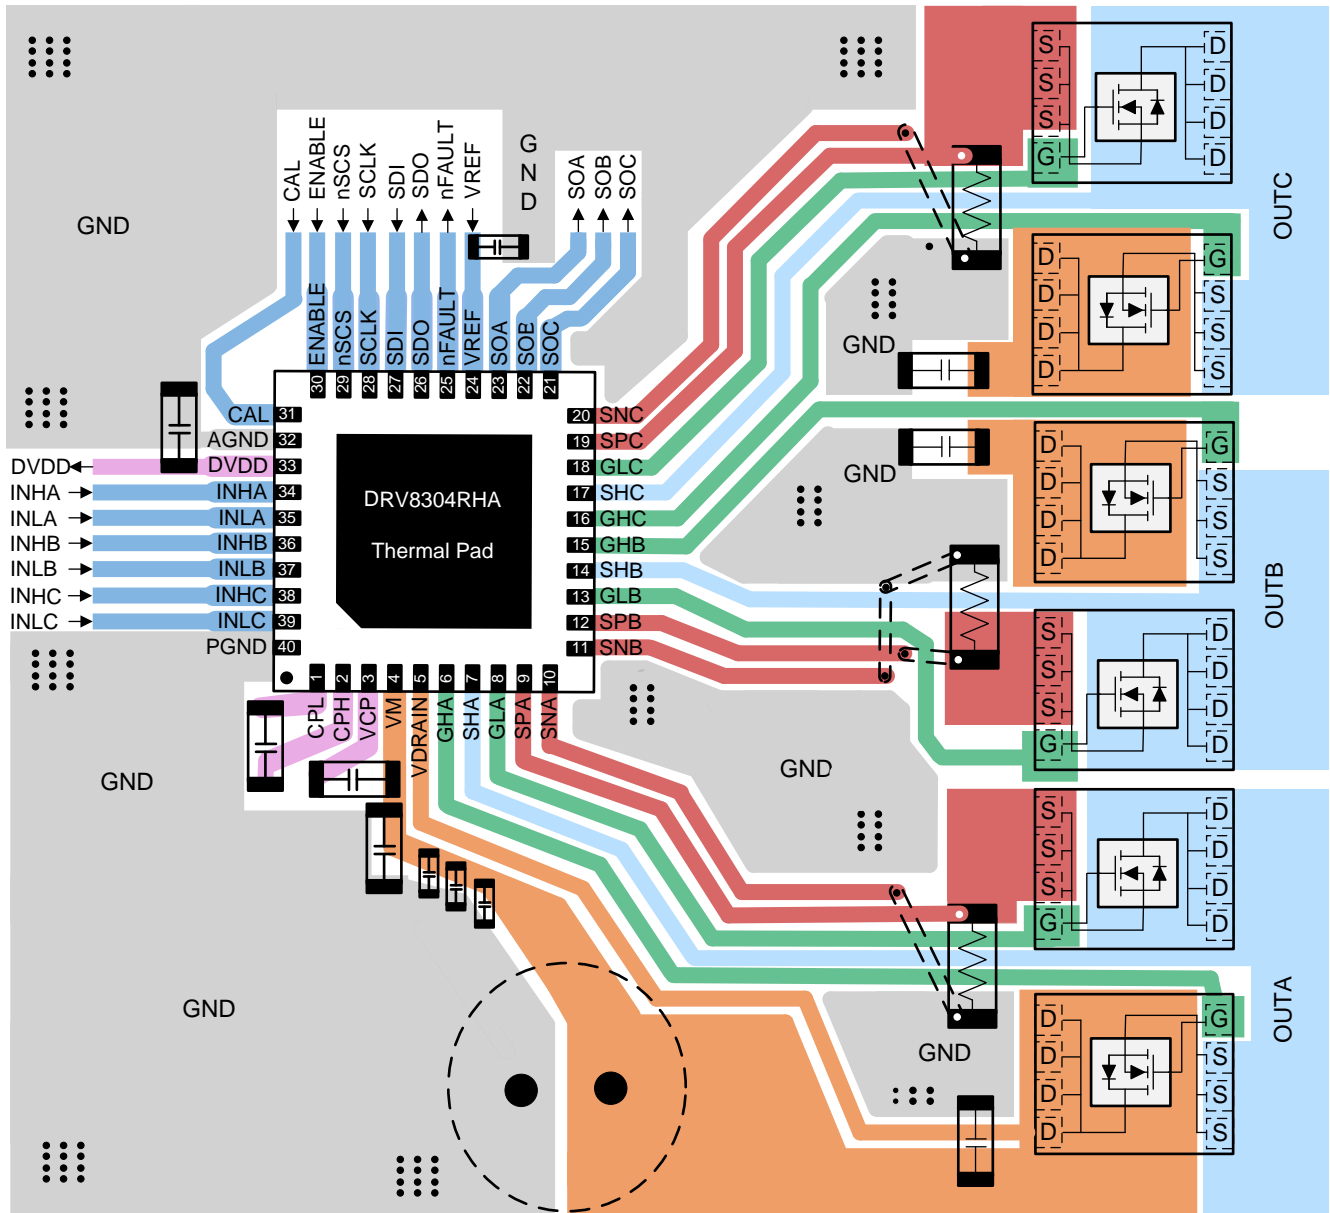 GND
CAL
ENABLE
nSCS
SCLK
SDI
SDO
nFAULT
VREF
GND
SOA
SOB
SOC
ENABLE
nSCS
SCLK
SDI
SDO
nFAULT
VREF
SOA
SOB
SOC
30 29 28 27 26 25 24 23 22 21
CAL 31
AGND 32
DVDD DVDD 33
INHA INHA 34
INLA INLA 35
INHB INHB 36
INLB INLB 37
INHC INHC 38
INLC INLC 39
PGND 40
DRV8304RHA
Thermal Pad
20 SNC
19 SPC
18 GLC
17 SHC
16 GHC
15 GHB
14 SHB
13 GLB
12 SPB
11 SNB
1 2 3 4 5 6 7 8 9 10
CPL
CPH
VCP
VM
VDRAIN
GHA
SHA
GLA
SPA
SNA
GND
GND
GND
GND
GND
GND
S D
S D
S D
G D
OUTC
D G
D S
D S
D S
D G
D S
D S
D S
OUTB
S D
S D
S D
G D
S D
S D
S D
G D
OUTA
D G
D S
D S
D S